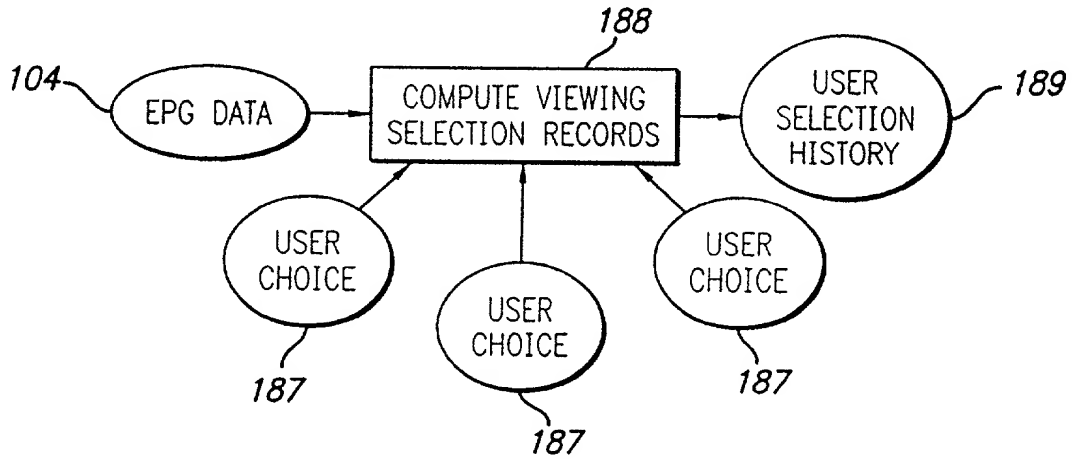 188
104
EPG DATA
COMPUTE VIEWING
SELECTION RECORDS
USER
SELECTION
HISTORY
189
USER
CHOICE
187
USER
CHOICE
187
USER
CHOICE
187